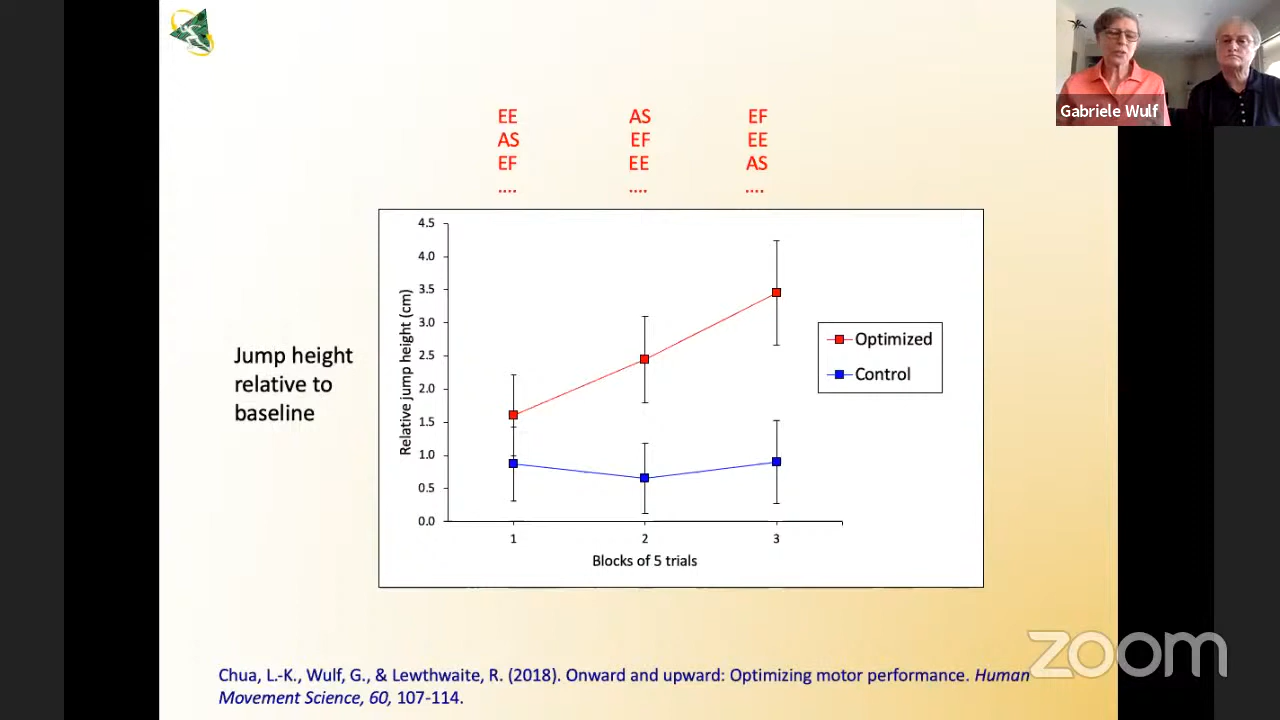 Gabriele Wulf
EE AS EF
AS EF EE
EF EE AS
.... .... ....
4.5
4.0
3.5
3.0
2.5
2.0
1.5
1.0
0.5
0.0
Relative jump height (cm)
1 2 3
Blocks of 5 trials
Optimized
Control
Jump height
relative to
baseline
Chua, L.-K., Wulf, G., & Lewthwaite, R. (2018). Onward and upward: Optimizing motor performance. Human
Movement Science, 60, 107-114.
zoom